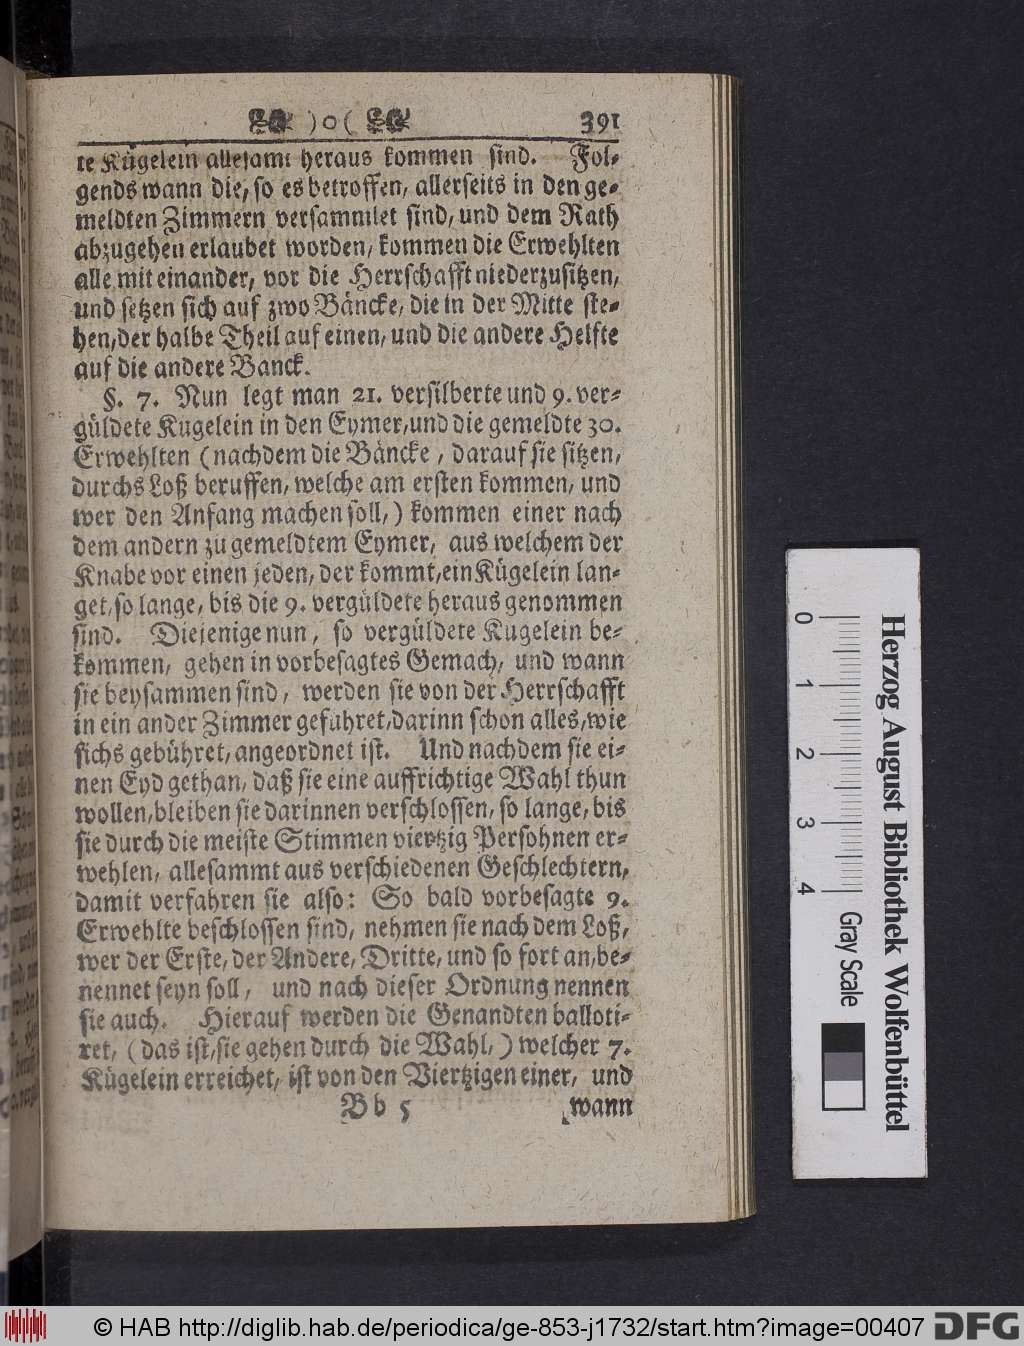 )o( 391
te Kügelein allesamt heraus kommen sind. Fol-
gends wann die, so es betroffen, allerseits in den ge-
meldten Zimmern versammlet sind, und dem Rath
abzugehen erlaubet worden, kommen die Erwehlten
alle mit einander, vor die Herrschafft niederzusitzen,
und setzen sich auf zwo Bäncke, die in der Mitte ste-
hen, der halbe Theil auf einen, und die andere Helfte
auf die andere Banck.
§. 7. Nun legt man 21. versilberte und 9. ver-
güldete Kugelein in den Eymer, und die gemeldte 30.
Erwehlten (nachdem die Bäncke, darauf sie sitzen,
durchs Loß beruffen, welche am ersten kommen, und
wer den Anfang machen soll,) kommen einer nach
dem andern zu gemeldtem Eymer, aus welchem der
Knabe vor einen jeden, der kommt, ein Kügelein lan-
get, so lange, bis die 9. vergüldete heraus genommen
sind. Diejenige nun, so vergüldete Kugelein be-
kommen, gehen in vorbesagtes Gemach, und wann
sie beysammen sind, werden sie von der Herrschafft
in ein ander Zimmer geführet, darinn schon alles, wie
sichs gebühret, angeordnet ist. Und nachdem sie ei-
nen Eyd gethan, daß sie eine auffrichtige Wahl thun
wollen, bleiben sie darinnen verschlossen, so lange, bis
sie durch die meiste Stimmen viertzig Persohnen er-
wehlen, allesammt aus verschiedenen Geschlechtern,
damit verfahren sie also: So bald vorbesagte 9.
Erwehlte beschlossen sind, nehmen sie nach dem Loß,
wer der Erste, der Andere, Dritte, und so fort an, be-
nennet seyn soll, und nach dieser Ordnung nennen
sie auch. Hierauf werden die Genandten balloti-
ret, (das ist, sie gehen durch die Wahl,) welcher 7.
Kügelein erreichet, ist von den Viertzigen einer, und
Bb 5 wann
0 1 2 3 4 Gray Scale
Herzog August Bibliothek Wolfenbüttel
© HAB http://diglib.hab.de/periodica/ge-853-j1732/start.htm?image=00407 DFG